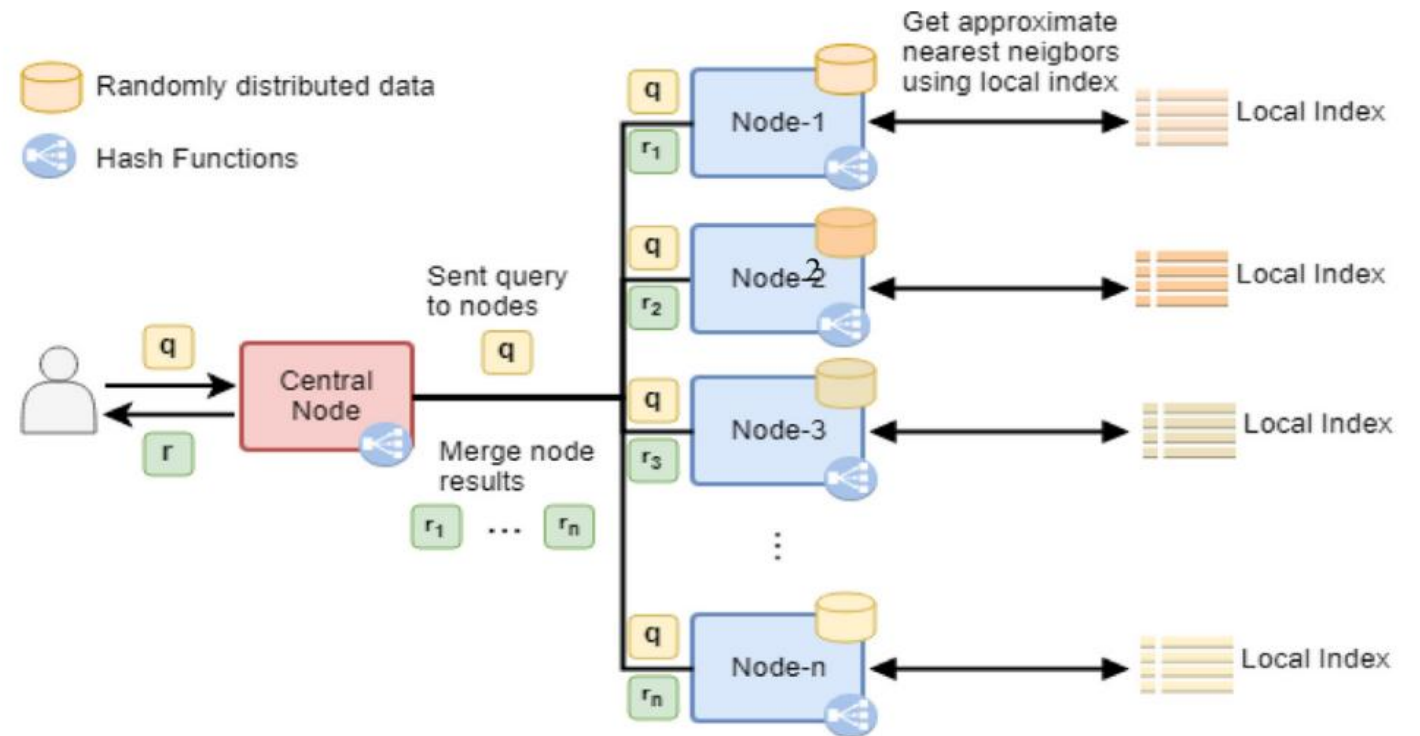 Randomly distributed data
Hash Functions
Get approximate
nearest neigbors
using local index
q
r1
Node-1
Local Index
q
r2
Node-2
2
Local Index
Sent query
to nodes
q
q
r
Central
Node
Merge node
results
r1 ... rn
q
r3
Node-3
Local Index
⋮
q
rn
Node-n
Local Index